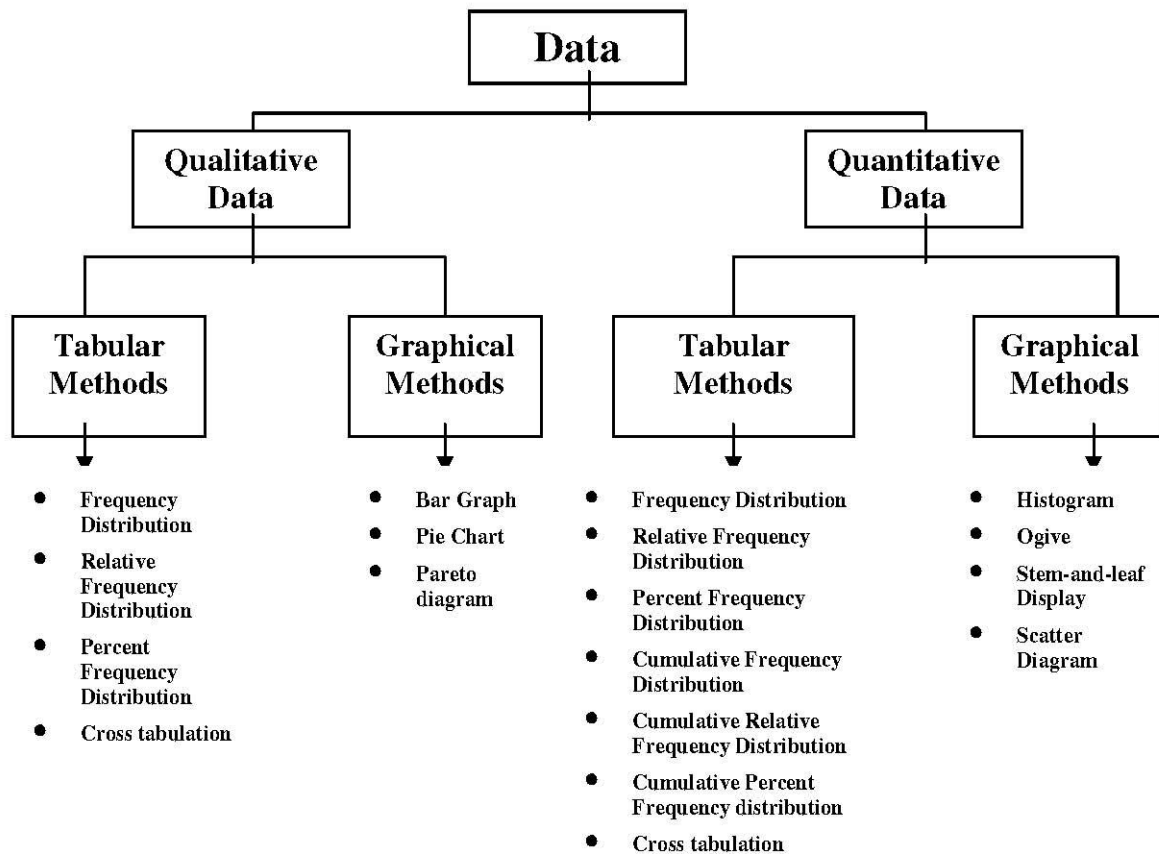 Data
Qualitative
Data
Quantitative
Data
Tabular
Methods
Graphical
Methods
Tabular
Methods
Graphical
Methods
• Frequency
Distribution
• Relative
Frequency
Distribution
• Percent
Frequency
Distribution
• Cross tabulation
• Bar Graph
• Pie Chart
• Pareto
diagram
• Frequency Distribution
• Relative Frequency
Distribution
• Percent Frequency
Distribution
• Cumulative Frequency
Distribution
• Cumulative Relative
Frequency Distribution
• Cumulative Percent
Frequency distribution
• Cross tabulation
• Histogram
• Ogive
• Stem-and-leaf
Display
• Scatter
Diagram